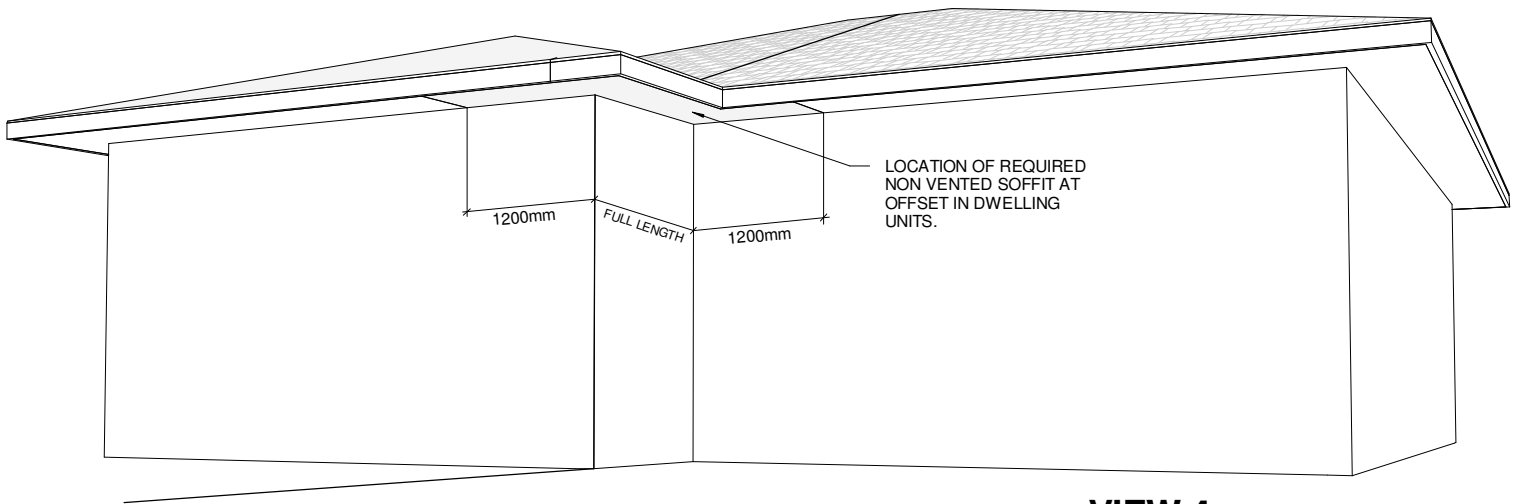 LOCATION OF REQUIRED
NON VENTED SOFFIT AT
OFFSET IN DWELLING
UNITS.
1200mm
FULL LENGTH
1200mm